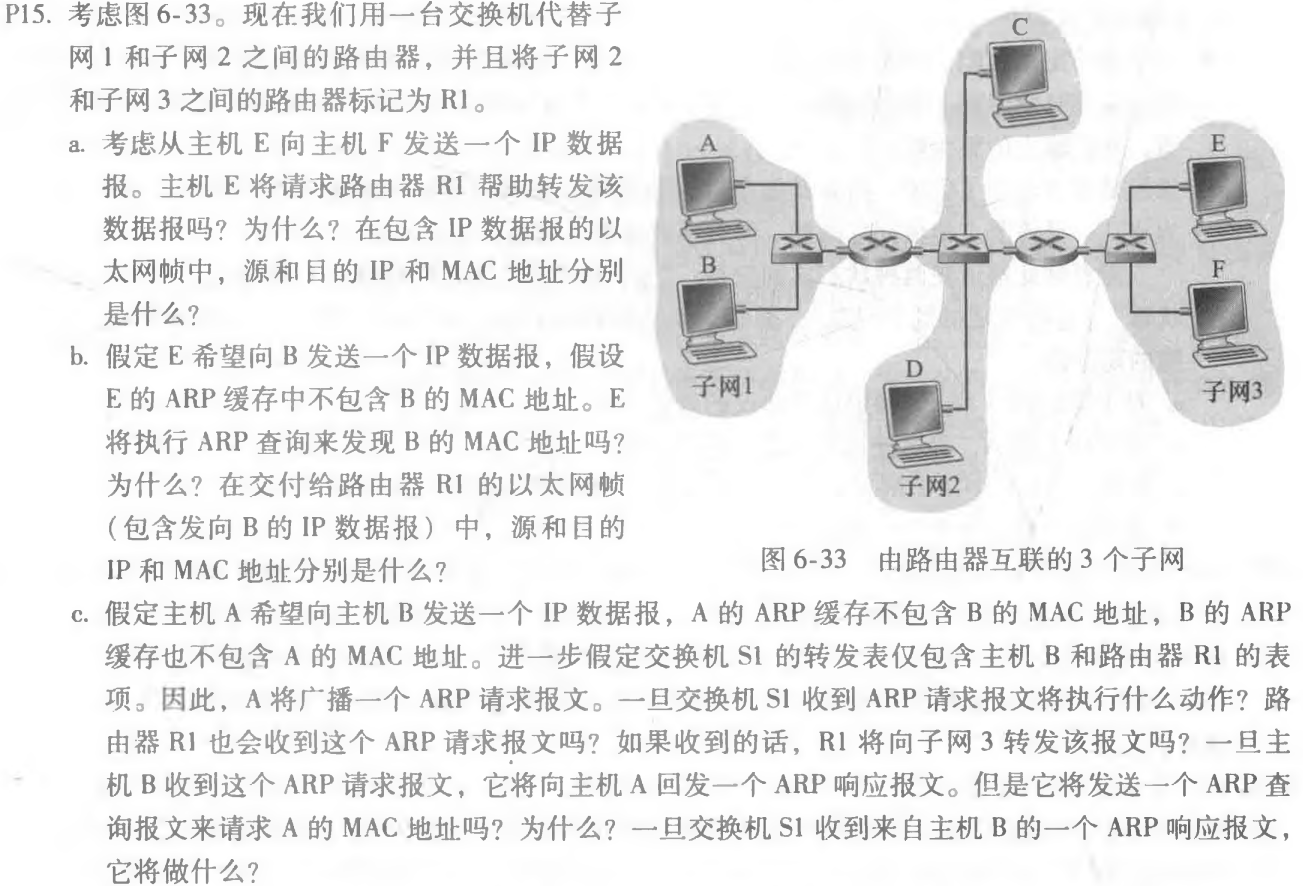 P15. 考虑图 6-33。现在我们用一台交换机代替子
网 1 和子网 2 之间的路由器，并且将子网 2
和子网 3 之间的路由器标记为 R1。
a. 考虑从主机 E 向主机 F 发送一个 IP 数据
报。主机 E 将请求路由器 R1 帮助转发该
数据报吗？为什么？在包含 IP 数据报的以
太网帧中，源和目的 IP 和 MAC 地址分别
是什么？
b. 假定 E 希望向 B 发送一个 IP 数据报，假设
E 的 ARP 缓存中不包含 B 的 MAC 地址。E
将执行 ARP 查询来发现 B 的 MAC 地址吗？
为什么？在交付给路由器 R1 的以太网帧
（包含发向 B 的 IP 数据报）中，源和目的
IP 和 MAC 地址分别是什么？
C
A
E
B
F
子网1
D
子网3
子网2
图 6-33 由路由器互联的 3 个子网
c. 假定主机 A 希望向主机 B 发送一个 IP 数据报，A 的 ARP 缓存不包含 B 的 MAC 地址，B 的 ARP
缓存也不包含 A 的 MAC 地址。进一步假定交换机 S1 的转发表仅包含主机 B 和路由器 R1 的表
项。因此，A 将广播一个 ARP 请求报文。一旦交换机 S1 收到 ARP 请求报文将执行什么动作？路
由器 R1 也会收到这个 ARP 请求报文吗？如果收到的话，R1 将向子网 3 转发该报文吗？一旦主
机 B 收到这个 ARP 请求报文，它将向主机 A 回发一个 ARP 响应报文。但是它将发送一个 ARP 查
询报文来请求 A 的 MAC 地址吗？为什么？一旦交换机 S1 收到来自主机 B 的一个 ARP 响应报文，
它将做什么？